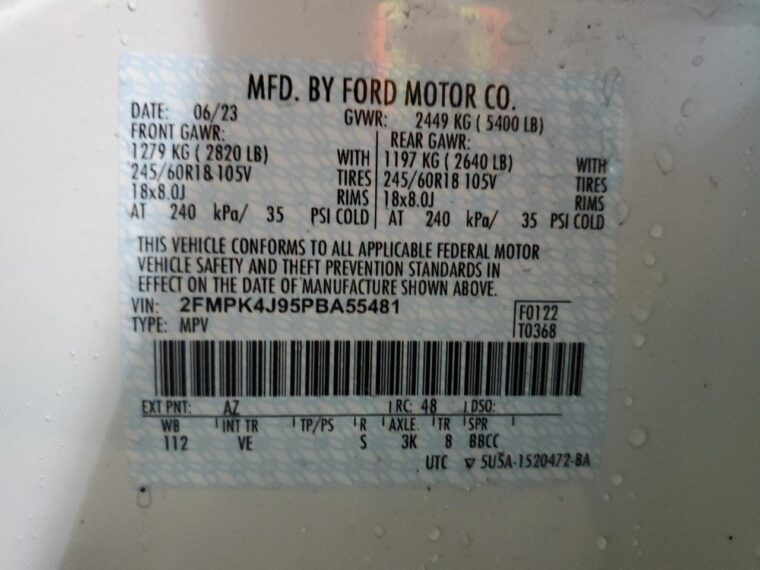 MFD. BY FORD MOTOR CO.
DATE: 06/23 GVWR: 2449 KG ( 5400 LB)
FRONT GAWR: REAR GAWR:
1279 KG ( 2820 LB) WITH 1197 KG ( 2640 LB) WITH
245/60R18 105V TIRES 245/60R18 105V TIRES
18x8.0J RIMS 18x8.0J RIMS
AT 240 kPa/ 35 PSI COLD AT 240 kPa/ 35 PSI COLD
THIS VEHICLE CONFORMS TO ALL APPLICABLE FEDERAL MOTOR
VEHICLE SAFETY AND THEFT PREVENTION STANDARDS IN
EFFECT ON THE DATE OF MANUFACTURE SHOWN ABOVE.
VIN: 2FMPK4J95PBA55481 F0122
TYPE: MPV T0368
EXT PNT: AZ RC: 48 DSO:
WB INT TR TP/PS R AXLE TR SPR
112 VE S 3K 8 BBCC
UTC ▽ 5U5A-1520472-BA